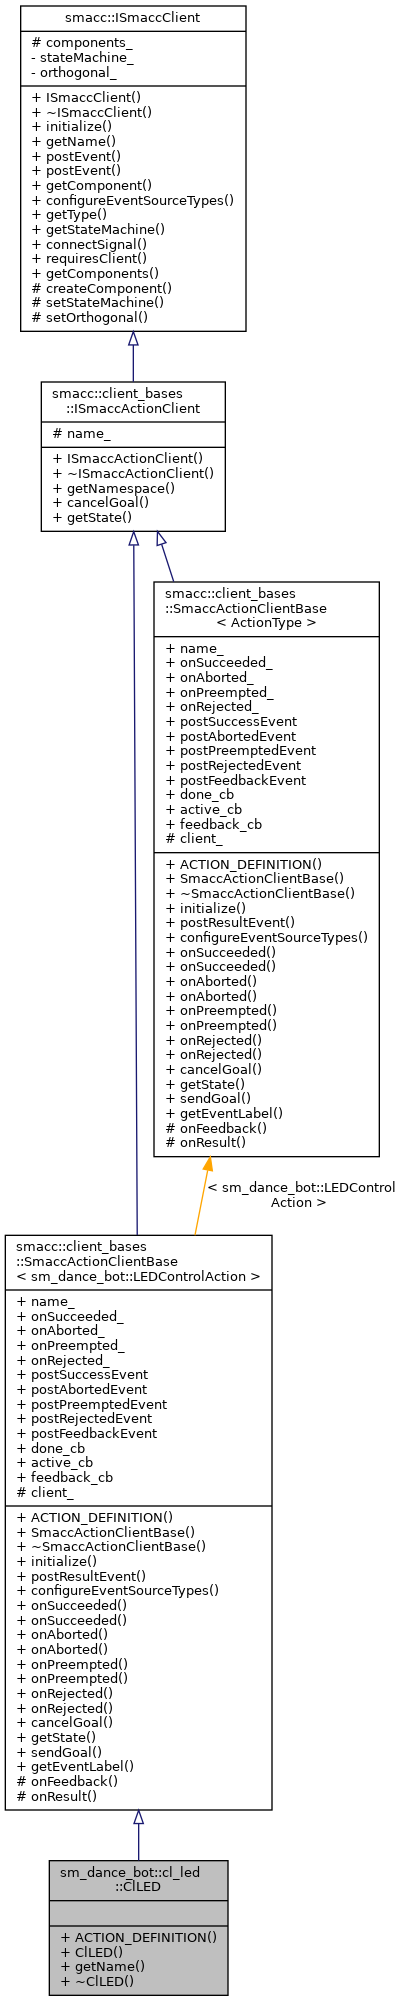 smacc::ISmaccClient
# components_
- stateMachine_
- orthogonal_
+ ISmaccClient()
+ ~ISmaccClient()
+ initialize()
+ getName()
+ postEvent()
+ postEvent()
+ getComponent()
+ configureEventSourceTypes()
+ getType()
+ getStateMachine()
+ connectSignal()
+ requiresClient()
+ getComponents()
# createComponent()
# setStateMachine()
# setOrthogonal()
smacc::client_bases
::ISmaccActionClient
# name_
+ ISmaccActionClient()
+ ~ISmaccActionClient()
+ getNamespace()
+ cancelGoal()
+ getState()
smacc::client_bases
::SmaccActionClientBase
< ActionType >
+ name_
+ onSucceeded_
+ onAborted_
+ onPreempted_
+ onRejected_
+ postSuccessEvent
+ postAbortedEvent
+ postPreemptedEvent
+ postRejectedEvent
+ postFeedbackEvent
+ done_cb
+ active_cb
+ feedback_cb
# client_
+ ACTION_DEFINITION()
+ SmaccActionClientBase()
+ ~SmaccActionClientBase()
+ initialize()
+ postResultEvent()
+ configureEventSourceTypes()
+ onSucceeded()
+ onSucceeded()
+ onAborted()
+ onAborted()
+ onPreempted()
+ onPreempted()
+ onRejected()
+ onRejected()
+ cancelGoal()
+ getState()
+ sendGoal()
+ getEventLabel()
# onFeedback()
# onResult()
< sm_dance_bot::LEDControl
Action >
smacc::client_bases
::SmaccActionClientBase
< sm_dance_bot::LEDControlAction >
+ name_
+ onSucceeded_
+ onAborted_
+ onPreempted_
+ onRejected_
+ postSuccessEvent
+ postAbortedEvent
+ postPreemptedEvent
+ postRejectedEvent
+ postFeedbackEvent
+ done_cb
+ active_cb
+ feedback_cb
# client_
+ ACTION_DEFINITION()
+ SmaccActionClientBase()
+ ~SmaccActionClientBase()
+ initialize()
+ postResultEvent()
+ configureEventSourceTypes()
+ onSucceeded()
+ onSucceeded()
+ onAborted()
+ onAborted()
+ onPreempted()
+ onPreempted()
+ onRejected()
+ onRejected()
+ cancelGoal()
+ getState()
+ sendGoal()
+ getEventLabel()
# onFeedback()
# onResult()
sm_dance_bot::cl_led
::ClLED
+ ACTION_DEFINITION()
+ ClLED()
+ getName()
+ ~ClLED()